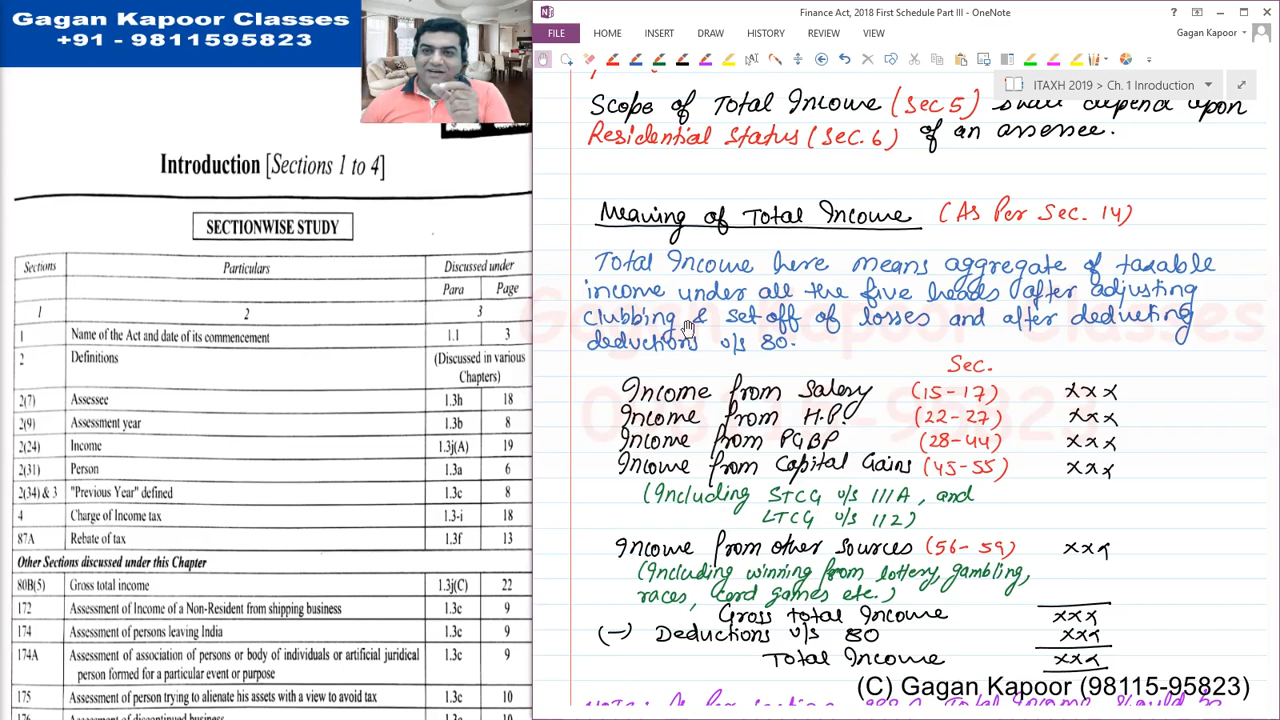 Gagan Kapoor Classes
+91 - 9811595823
Introduction [Sections 1 to 4]
SECTIONWISE STUDY
Sections Particulars Discussed under
Para Page
1 2 3
1 Name of the Act and date of its commencement 1.1 3
2 Definitions (Discussed in various
Chapters)
2(7) Assessee 1.3h 18
2(9) Assessment year 1.3b 8
2(24) Income 1.3j(A) 19
2(31) Person 1.3a 6
2(34) & 3 "Previous Year" defined 1.3c 8
4 Charge of Income tax 1.3-i 18
87A Rebate of tax 1.3f 13
Other Sections discussed under this Chapter
80B(5) Gross total income 1.3j(C) 22
172 Assessment of Income of a Non-Resident from shipping business 1.3c 9
174 Assessment of persons leaving India 1.3c 9
174A Assessment of association of persons or body of individuals or artificial juridical 1.3c 9
person formed for a particular event or purpose
175 Assessment of person trying to alienate his assets with a view to avoid tax 1.3c 10
176 Assessment of discontinued business
Finance Act, 2018 First Schedule Part III - OneNote
FILE HOME INSERT DRAW HISTORY REVIEW VIEW Gagan Kapoor
ITAXH 2019 > Ch. 1 Introduction
Scope of Total Income (Sec 5) shall depend upon
Residential Status (Sec. 6) of an assessee.
Meaning of Total Income (As Per Sec. 14)
Total Income here means aggregate of taxable
income under all the five heads after adjusting
clubbing & set off of losses and after deducting
deductions u/s 80.
Sec.
Income from Salery (15-17) xxx
Income from H.P. (22-27) xxx
Income from PGBP (28-44) xxx
Income from Capital Gains (45-55) xxx
(Including STCG u/s 111A, and
LTCG u/s 112)
Income from other sources (56-59) xxx
(Including winning from lottery, gambling,
races, card games etc.)
Gross total Income xxx
(-) Deductions u/s 80 xxx
Total Income xxx
(C) Gagan Kapoor (98115-95823)